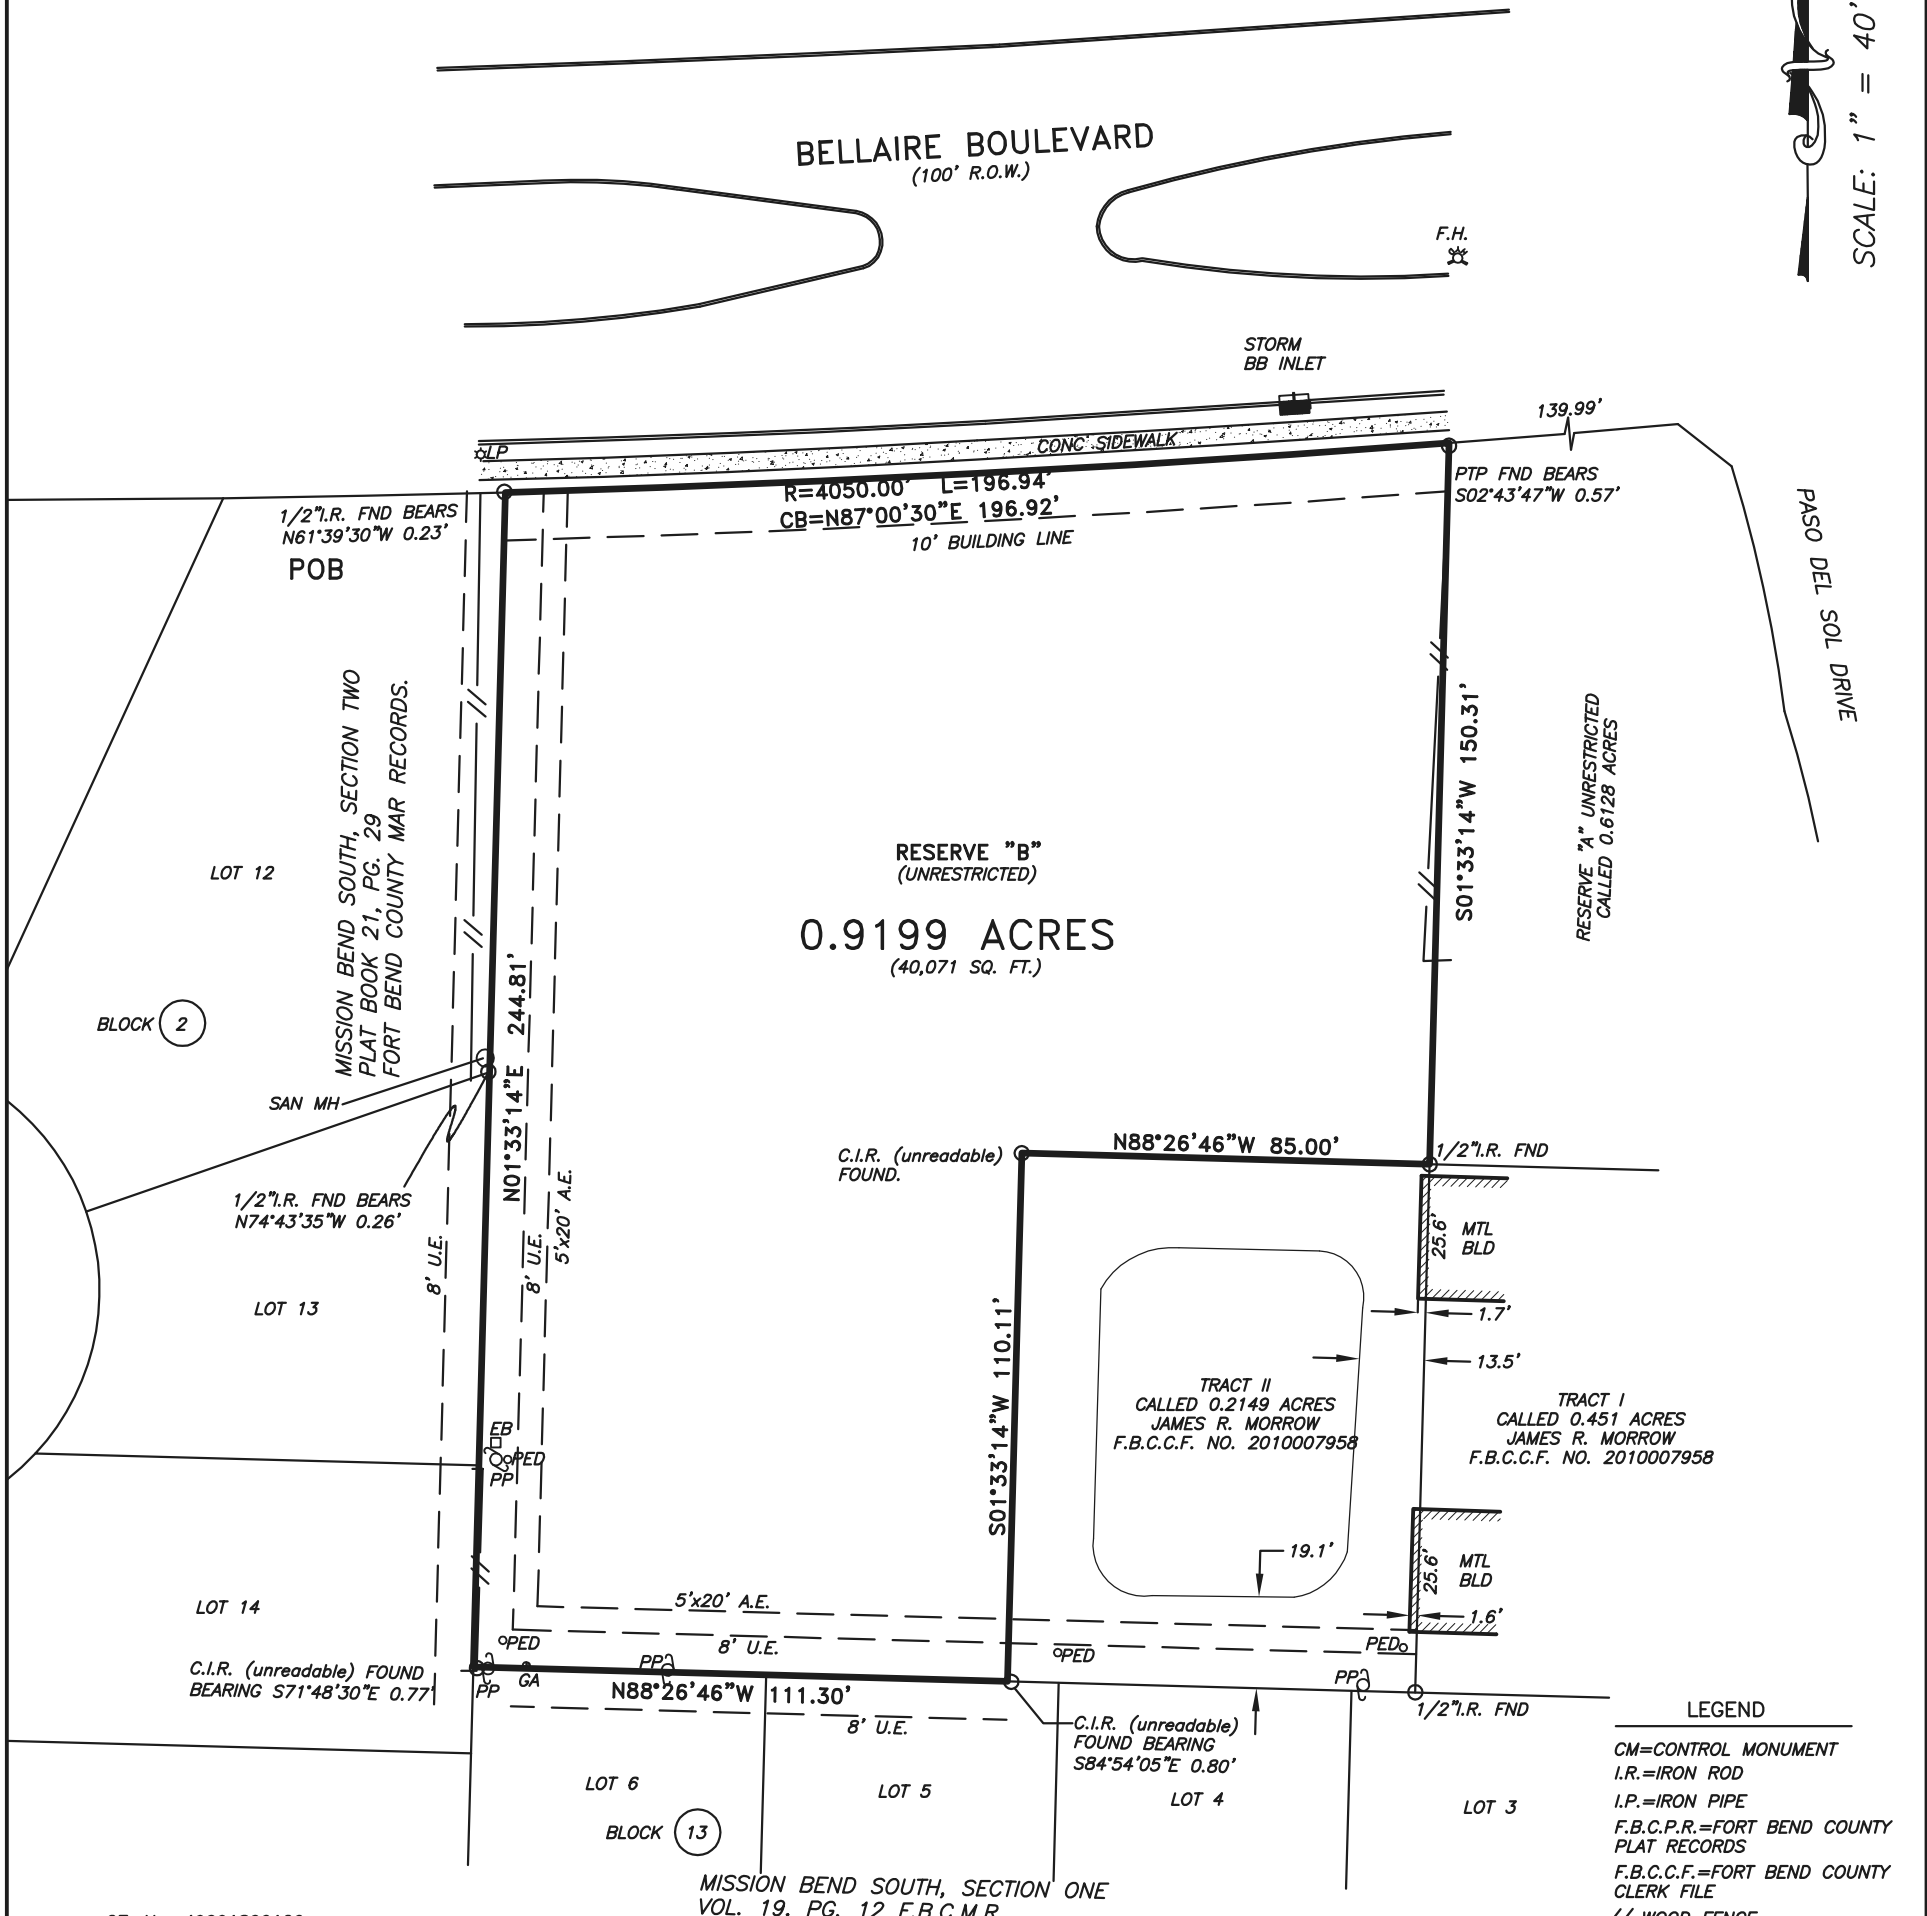 SCALE: 1" = 40'
BELLAIRE BOULEVARD
(100' R.O.W.)
F.H.
STORM
BB INLET
139.99'
LP
CONC. SIDEWALK
R=4050.00' L=196.94'
CB=N87°00'30"E 196.92'
10' BUILDING LINE
PTP FND BEARS
S02°43'47"W 0.57'
1/2"I.R. FND BEARS
N61°39'30"W 0.23'
POB
PASO DEL SOL DRIVE
MISSION BEND SOUTH, SECTION TWO
PLAT BOOK 21, PG. 29
FORT BEND COUNTY MAR RECORDS.
S01°33'14"W 150.31'
RESERVE "A" UNRESTRICTED
CALLED 0.6128 ACRES
LOT 12
RESERVE "B"
(UNRESTRICTED)
0.9199 ACRES
(40,071 SQ. FT.)
BLOCK 2
N01°33'14"E 244.81'
SAN MH
1/2"I.R. FND BEARS
N74°43'35"W 0.26'
C.I.R. (unreadable)
FOUND.
N88°26'46"W 85.00'
1/2"I.R. FND
8' U.E.
8' U.E.
5'x20' A.E.
25.6'
MTL
BLD
LOT 13
1.7'
13.5'
S01°33'14"W 110.11'
TRACT II
CALLED 0.2149 ACRES
JAMES R. MORROW
F.B.C.C.F. NO. 2010007958
TRACT I
CALLED 0.451 ACRES
JAMES R. MORROW
F.B.C.C.F. NO. 2010007958
EB
PED
PP
19.1'
25.6'
MTL
BLD
1.6'
LOT 14
5'x20' A.E.
PED
8' U.E.
PED
PED
C.I.R. (unreadable) FOUND
BEARING S71°48'30"E 0.77'
PP
GA
PP
PP
N88°26'46"W 111.30'
8' U.E.
1/2"I.R. FND
C.I.R. (unreadable)
FOUND BEARING
S84°54'05"E 0.80'
LOT 6
LOT 5
LOT 4
LOT 3
BLOCK 13
MISSION BEND SOUTH, SECTION ONE
VOL. 19, PG. 12 F.B.C.M.R.
LEGEND
CM=CONTROL MONUMENT
I.R.=IRON ROD
I.P.=IRON PIPE
F.B.C.P.R.=FORT BEND COUNTY
PLAT RECORDS
F.B.C.C.F.=FORT BEND COUNTY
CLERK FILE
// WOOD FENCE